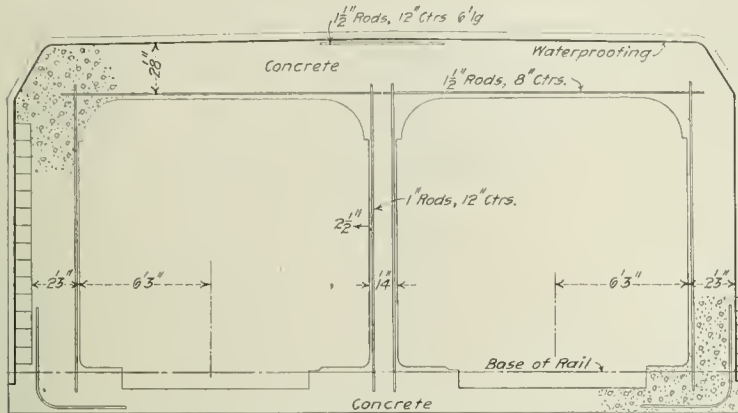 1½" Rods, 12" Ctrs 6'lg
Waterproofing
28"
Concrete
1½" Rods, 8" Ctrs.
1" Rods, 12" Ctrs.
2½"
23"
6'3"
14"
6'3"
23"
Base of Rail
Concrete